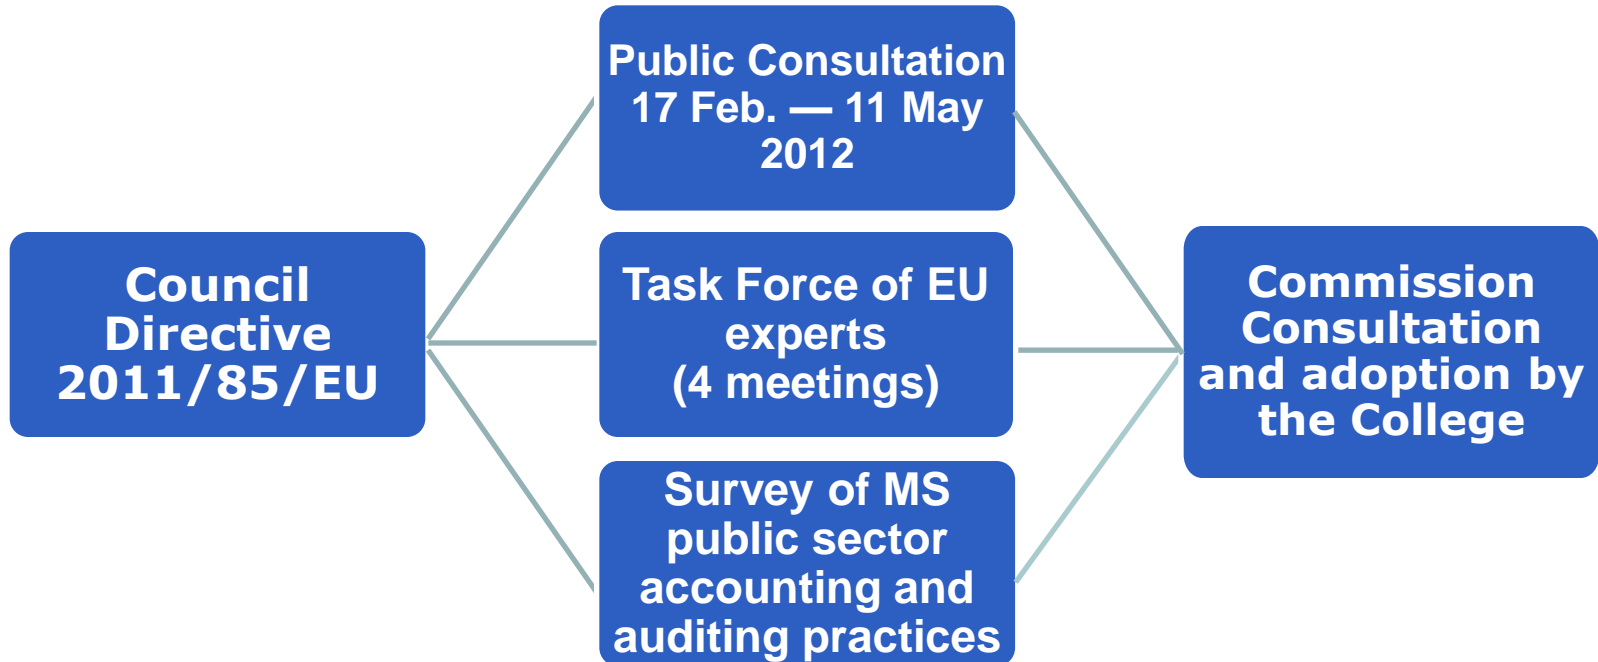 Public Consultation
17 Feb. — 11 May
2012
Council
Directive
2011/85/EU
Task Force of EU
experts
(4 meetings)
Survey of MS
public sector
accounting and
auditing practices
Commission
Consultation
and adoption by
the College